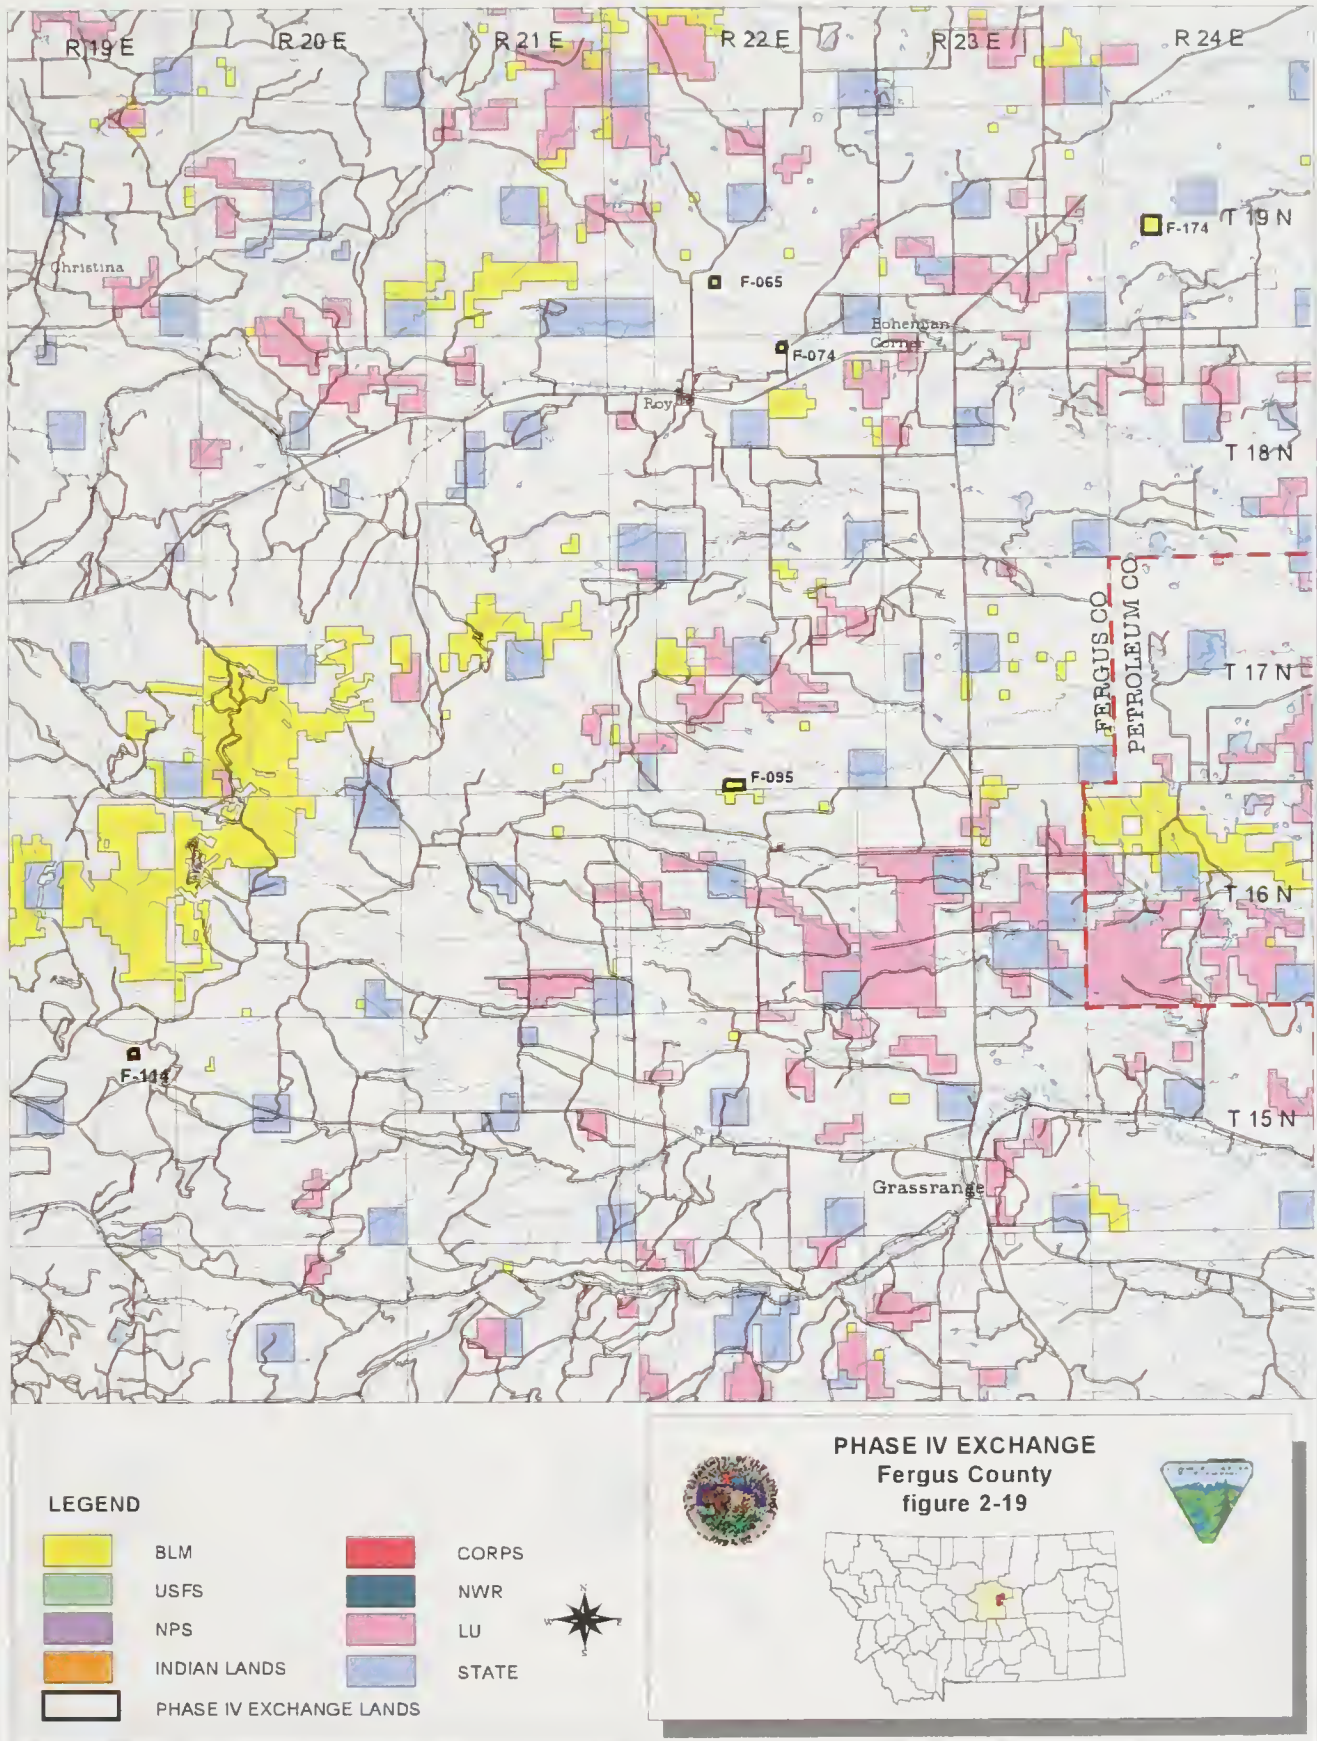 R 19 E
R 20 E
R 21 E
R 22 E
R 23 E
R 24 E
T 19 N
F-174
Christina
F-065
Bohemian
Corner
F-074
Roy
T 18 N
FERGUS CO
PETROLEUM CO
T 17 N
F-095
T 16 N
F-114
T 15 N
Grassrange
PHASE IV EXCHANGE
Fergus County
figure 2-19
LEGEND
BLM
CORPS
USFS
NWR
NPS
LU
INDIAN LANDS
STATE
PHASE IV EXCHANGE LANDS
N
W
E
S